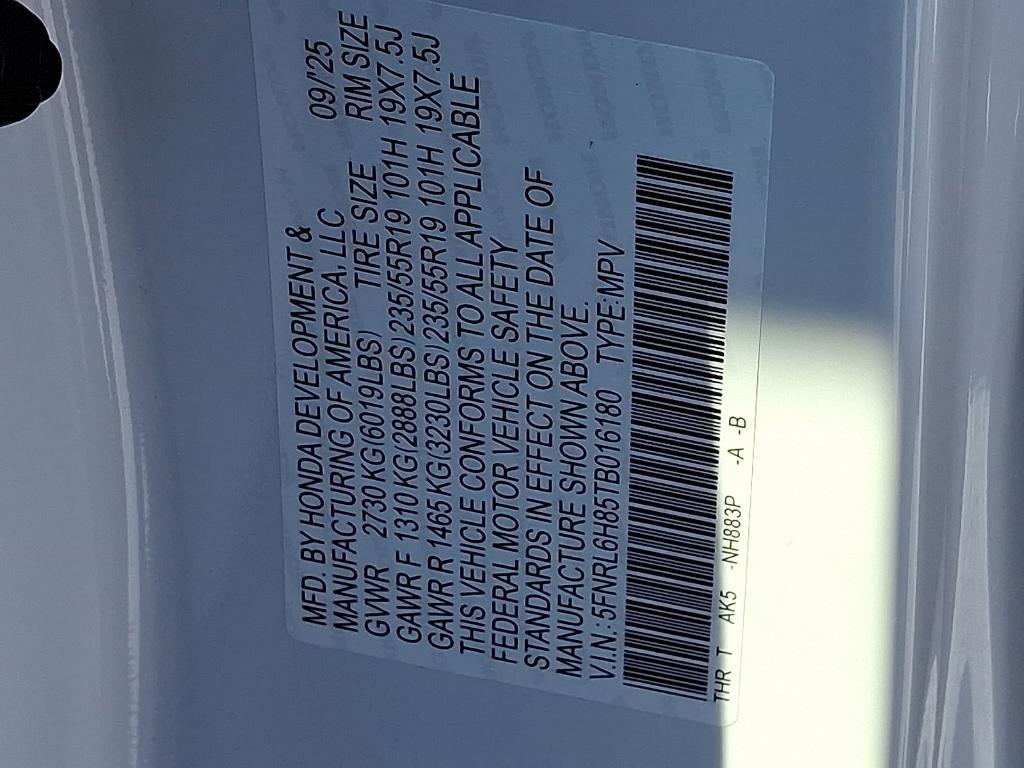 MFD. BY HONDA DEVELOPMENT & 09/'25
MANUFACTURING OF AMERICA, LLC
GVWR 2730 KG(6019LBS) TIRE SIZE RIM SIZE
GAWR F 1310 KG(2888LBS) 235/55R19 101H 19X7.5J
GAWR R 1465 KG(3230LBS) 235/55R19 101H 19X7.5J
THIS VEHICLE CONFORMS TO ALL APPLICABLE
FEDERAL MOTOR VEHICLE SAFETY
STANDARDS IN EFFECT ON THE DATE OF
MANUFACTURE SHOWN ABOVE.
V.I.N: 5FNRL6H85TB016180 TYPE: MPV
THR T AK5 -NH883P -A -B